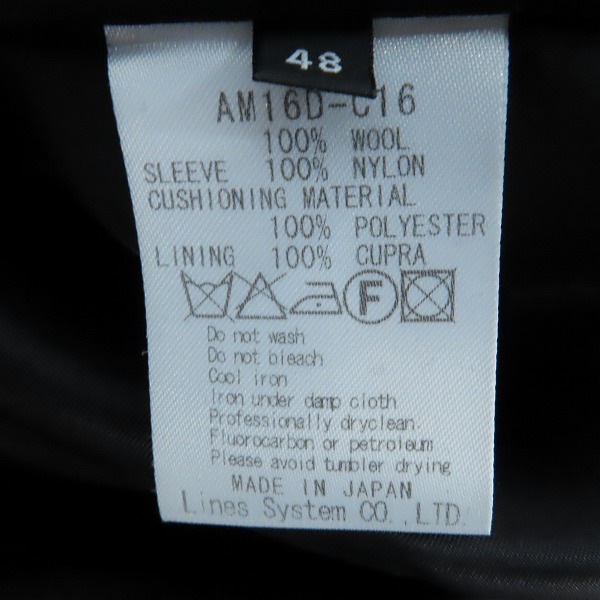 48
AM16D-C16
100% WOOL
SLEEVE 100% NYLON
CUSHIONING MATERIAL
100% POLYESTER
LINING 100% CUPRA
F
Do not wash
Do not bleach
Cool iron
Iron under damp cloth
Professionally dryclean.
Fluorocarbon or petroleum
Please avoid tumbler drying
MADE IN JAPAN
Lines System CO.,LTD.